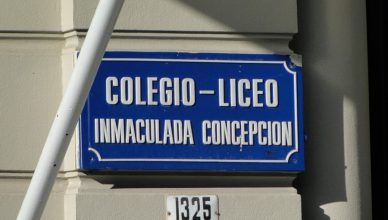 COLEGIO-LICEO
INMACULADA CONCEPCION
1325